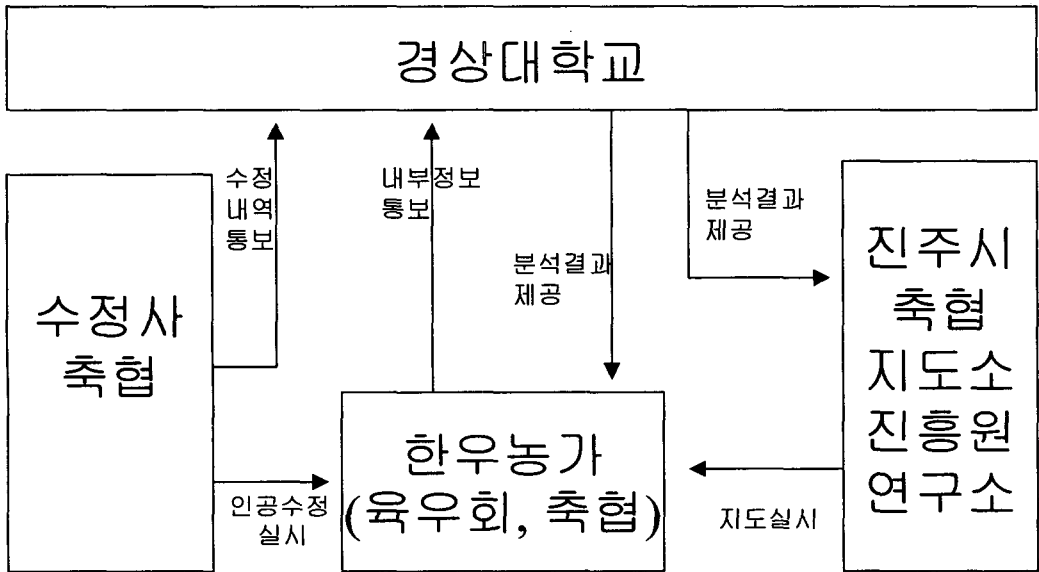 경상대학교
수정
내역
통보
내부정보
통보
분석결과
제공
분석결과
제공
수정사
축협
한우농가
(육우회, 축협)
진주시
축협
지도소
진흥원
연구소
인공수정
실시
지도실시